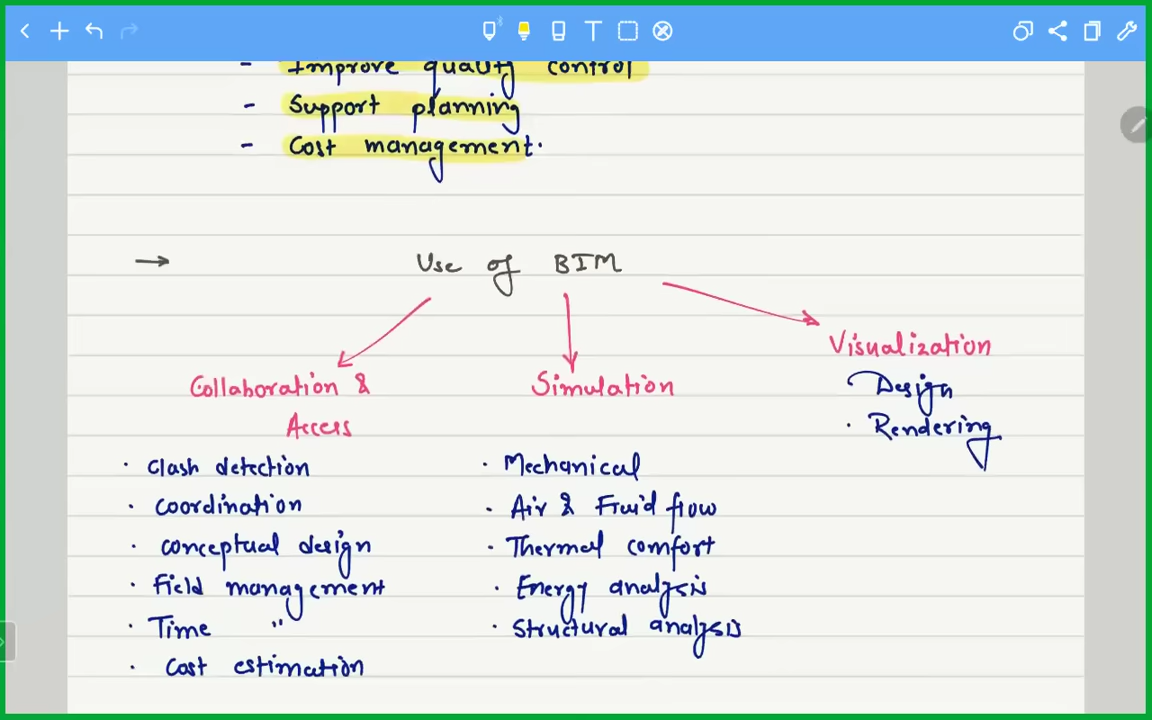 - Improve quality control
- Support planning
- Cost management.
→ Use of BIM
Collaboration &
Access
· Clash detection
· Coordination
· Conceptual design
· Field management
· Time "
· Cost estimation
Simulation
· Mechanical
· Air & Fluid flow
· Thermal comfort
· Energy analysis
· Structural analysis
Visualization
Design
· Rendering